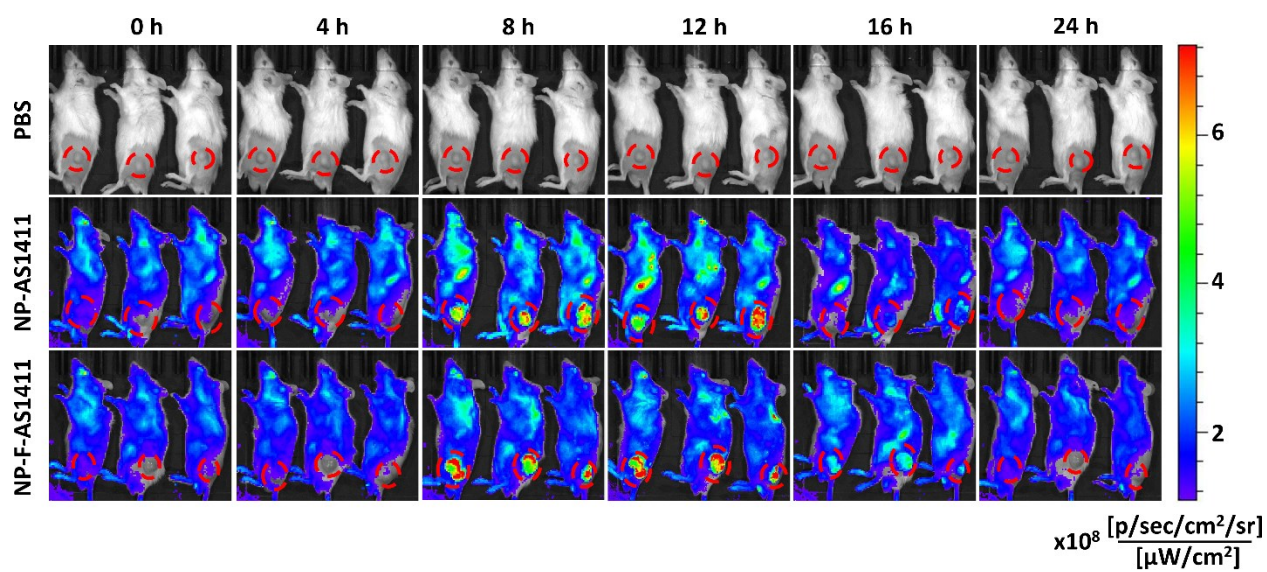 0 h 4 h 8 h 12 h 16 h 24 h
PBS
NP-AS1411
NP-F-AS1411
6
4
2
x10⁸ [p/sec/cm²/sr]
[µW/cm²]